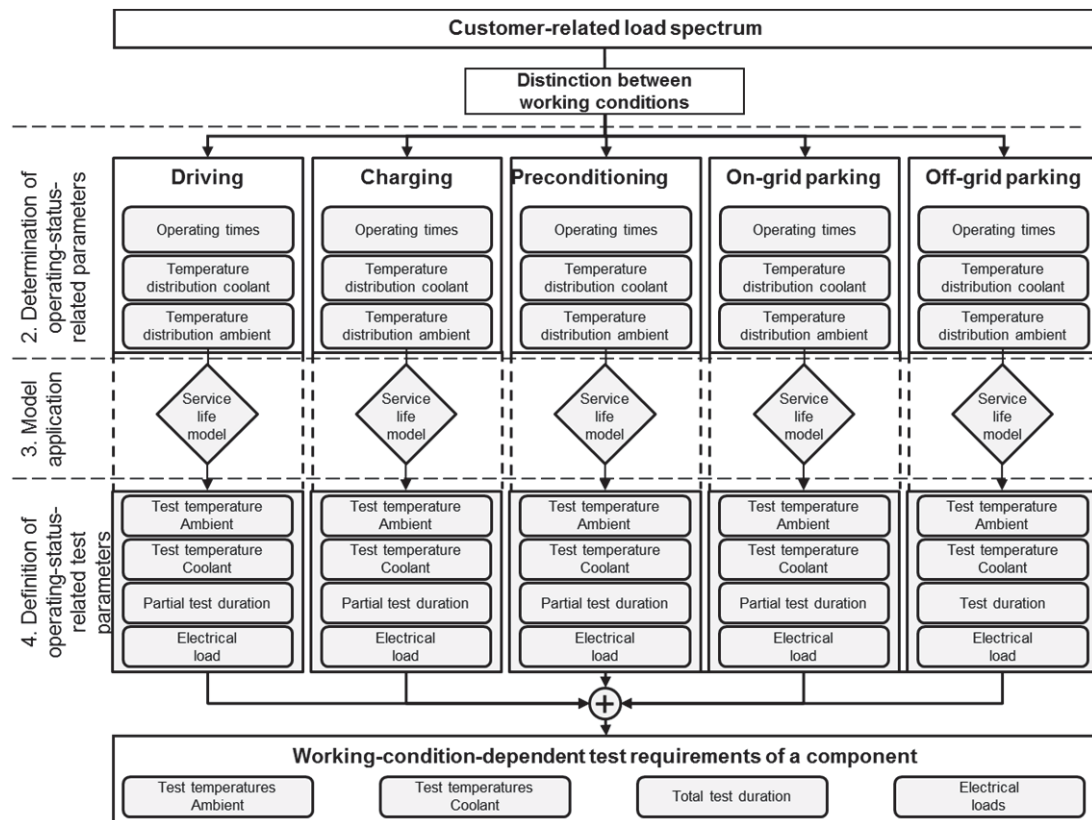 Customer-related load spectrum
Distinction between
working conditions
2. Determination of
operating-status-
related parameters
Driving
Operating times
Temperature
distribution coolant
Temperature
distribution ambient
Charging
Operating times
Temperature
distribution coolant
Temperature
distribution ambient
Preconditioning
Operating times
Temperature
distribution coolant
Temperature
distribution ambient
On-grid parking
Operating times
Temperature
distribution coolant
Temperature
distribution ambient
Off-grid parking
Operating times
Temperature
distribution coolant
Temperature
distribution ambient
3. Model
application
Service
life
model
Service
life
model
Service
life
model
Service
life
model
Service
life
model
4. Definition of
operating-status-
related test
parameters
Test temperature
Ambient
Test temperature
Coolant
Partial test duration
Electrical
load
Test temperature
Ambient
Test temperature
Coolant
Partial test duration
Electrical
load
Test temperature
Ambient
Test temperature
Coolant
Partial test duration
Electrical
load
Test temperature
Ambient
Test temperature
Coolant
Partial test duration
Electrical
load
Test temperature
Ambient
Test temperature
Coolant
Test duration
Electrical
load
+
Working-condition-dependent test requirements of a component
Test temperatures
Ambient
Test temperatures
Coolant
Total test duration
Electrical
loads